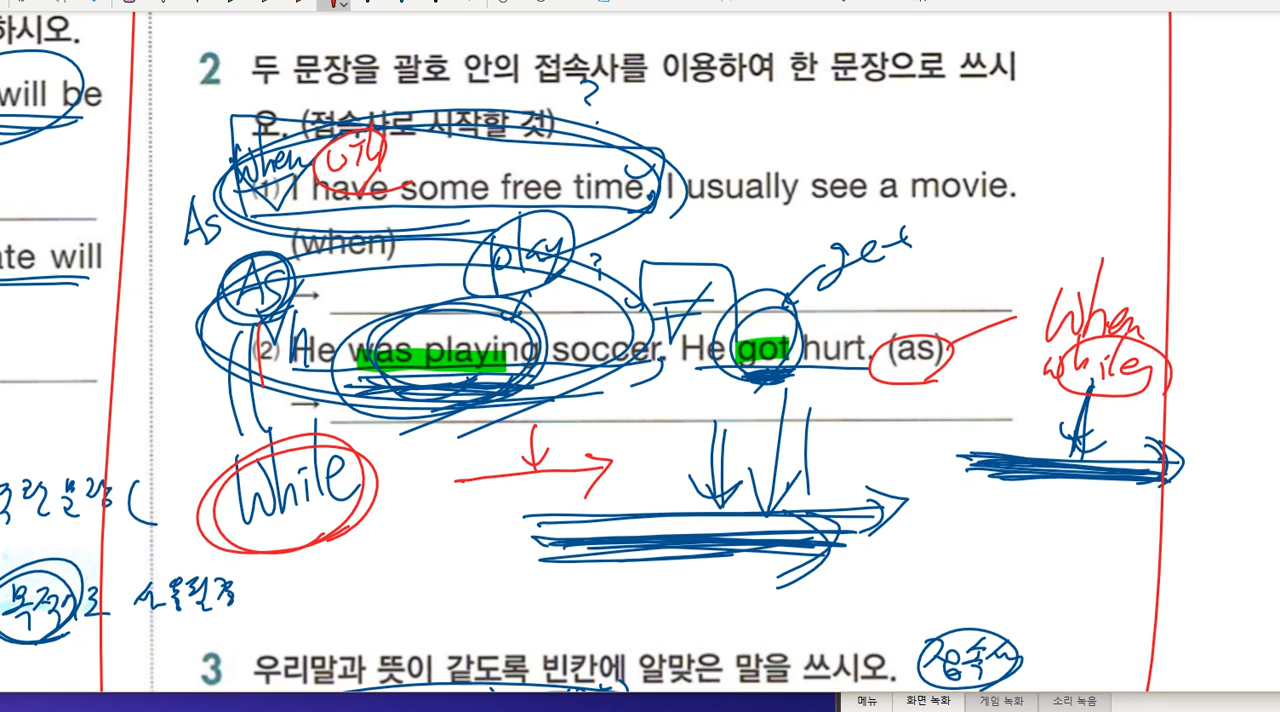 하시오.
will be
ate will
2 두 문장을 괄호 안의 접속사를 이용하여 한 문장으로 쓰시
?
오. (접속사로 시작할 것)
When
(1) I have some free time. I usually see a movie.
As
(when)
play
?
get
As
→
(2) He was playing soccer. He got hurt. (as)
When
while
→
While
목적
접속사
3 우리말과 뜻이 같도록 빈칸에 알맞은 말을 쓰시오.
메뉴 화면 녹화 게임 녹화 소리 녹음